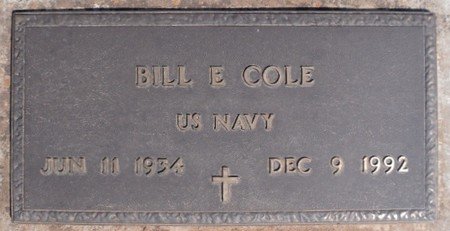 BILL E COLE
US NAVY
JUN 11 1934 DEC 9 1992